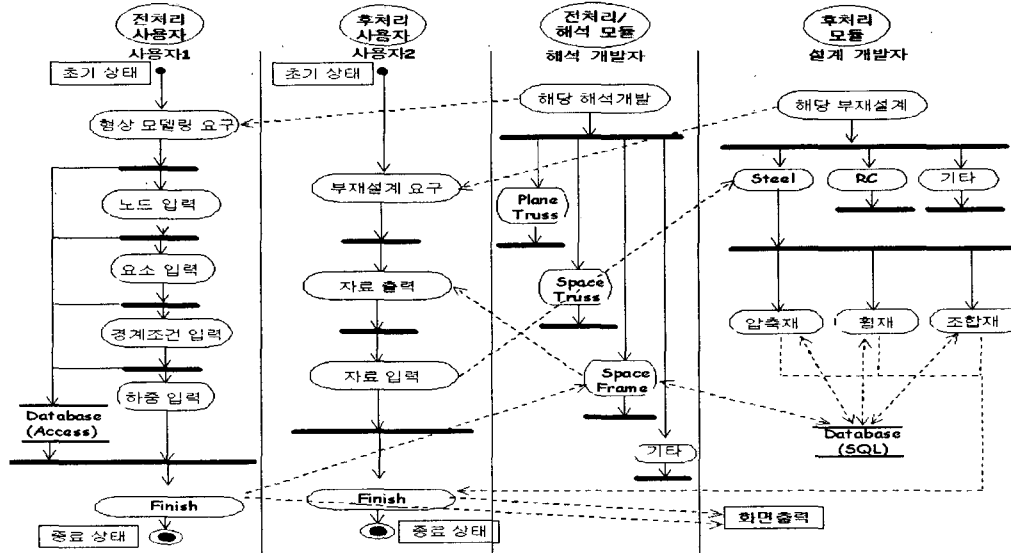 전처리
사용자
사용자1
초기 상태
형상 모델링 요구
노드 입력
요소 입력
경계조건 입력
하중 입력
Database
(Access)
Finish
종료 상태
후처리
사용자
사용자2
초기 상태
부재설계 요구
자료 출력
자료 입력
Finish
종료 상태
전처리/
해석 모듈
해석 개발자
해당 해석개발
Plane
Truss
Space
Truss
Space
Frame
기타
후처리
모듈
설계 개발자
해당 부재설계
Steel
RC
기타
압축재
휨재
조합재
Database
(SQL)
화면출력